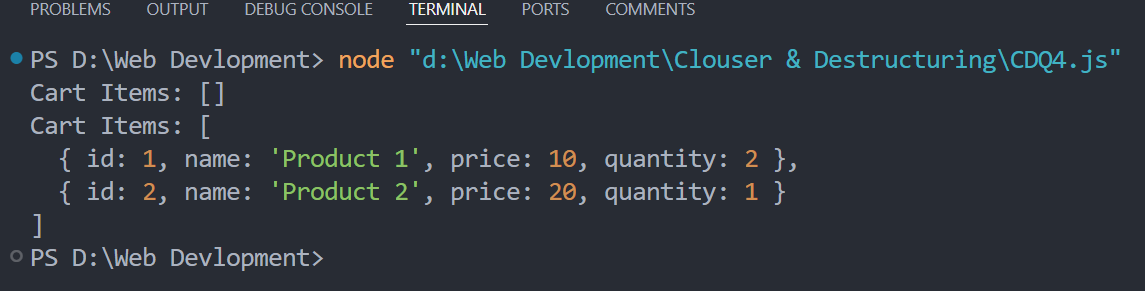 PROBLEMS OUTPUT DEBUG CONSOLE TERMINAL PORTS COMMENTS
PS D:\Web Devlopment> node "d:\Web Devlopment\Clouser & Destructuring\CDQ4.js"
Cart Items: []
Cart Items: [
  { id: 1, name: 'Product 1', price: 10, quantity: 2 },
  { id: 2, name: 'Product 2', price: 20, quantity: 1 }
]
PS D:\Web Devlopment>